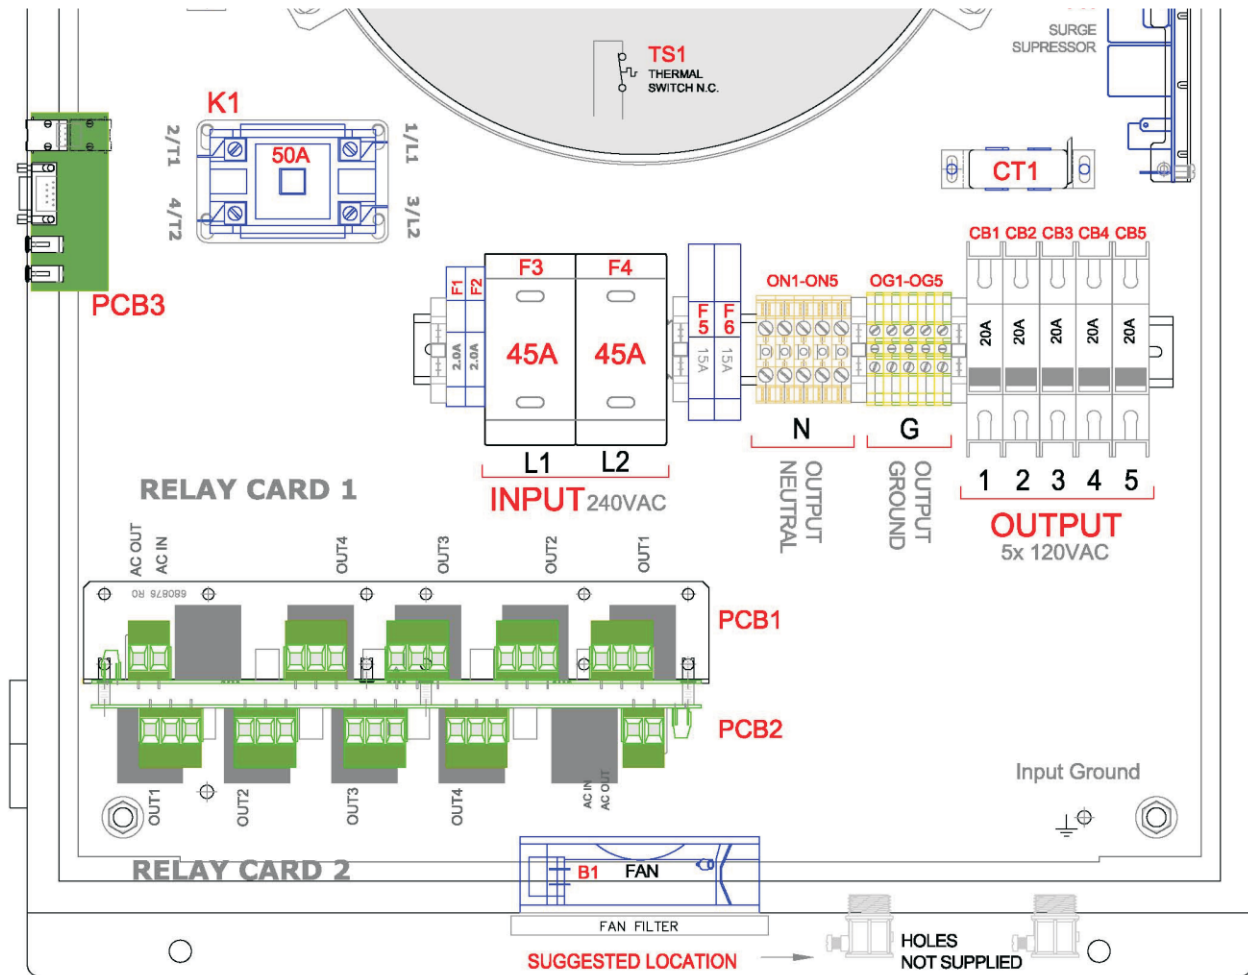 SURGE
SUPRESSOR
TS1
THERMAL
SWITCH N.C.
K1
2/T1
4/T2
50A
1/L1
3/L2
CT1
PCB3
F1
F2
2.0A
2.0A
F3
F4
45A
45A
F
5
F
6
15A
15A
ON1-ON5
OG1-OG5
CB1
CB2
CB3
CB4
CB5
20A
20A
20A
20A
20A
L1
L2
INPUT 240VAC
N
OUTPUT
NEUTRAL
G
OUTPUT
GROUND
1
2
3
4
5
OUTPUT
5x 120VAC
RELAY CARD 1
AC OUT
AC IN
OUT4
OUT3
OUT2
OUT1
680876 R0
PCB1
PCB2
OUT1
OUT2
OUT3
OUT4
AC IN
AC OUT
Input Ground
RELAY CARD 2
B1
FAN
FAN FILTER
SUGGESTED LOCATION
HOLES
NOT SUPPLIED